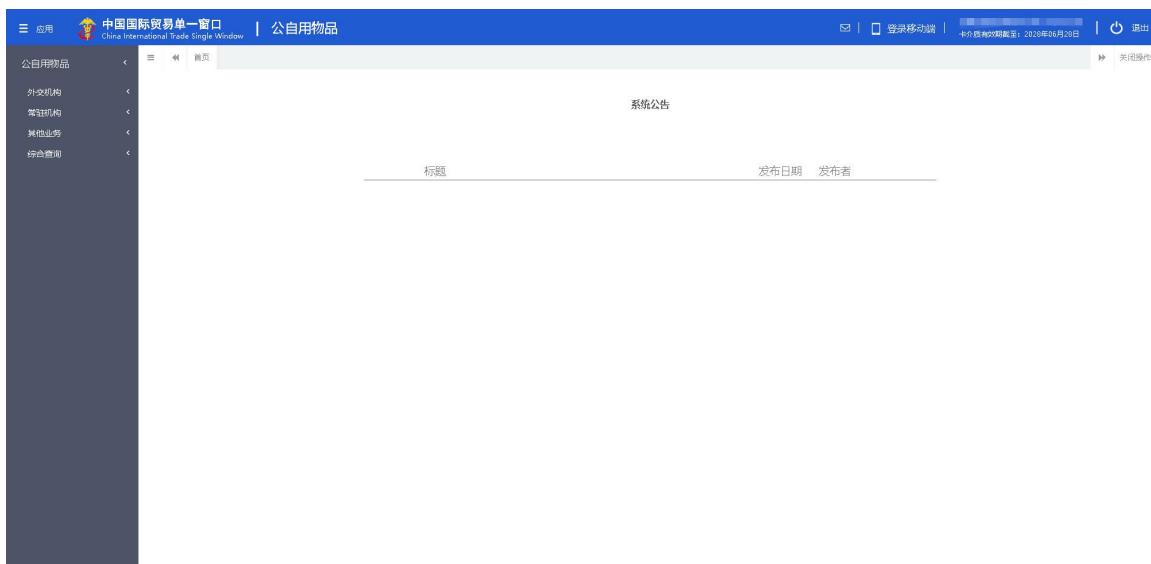 应用
中国国际贸易单一窗口
China International Trade Single Window
公自用物品
登录移动端
卡介质有效期截至：2028年06月28日
退出
公自用物品
首页
关闭操作
外交机构
常驻机构
其他业务
综合查询
系统公告
标题 发布日期 发布者